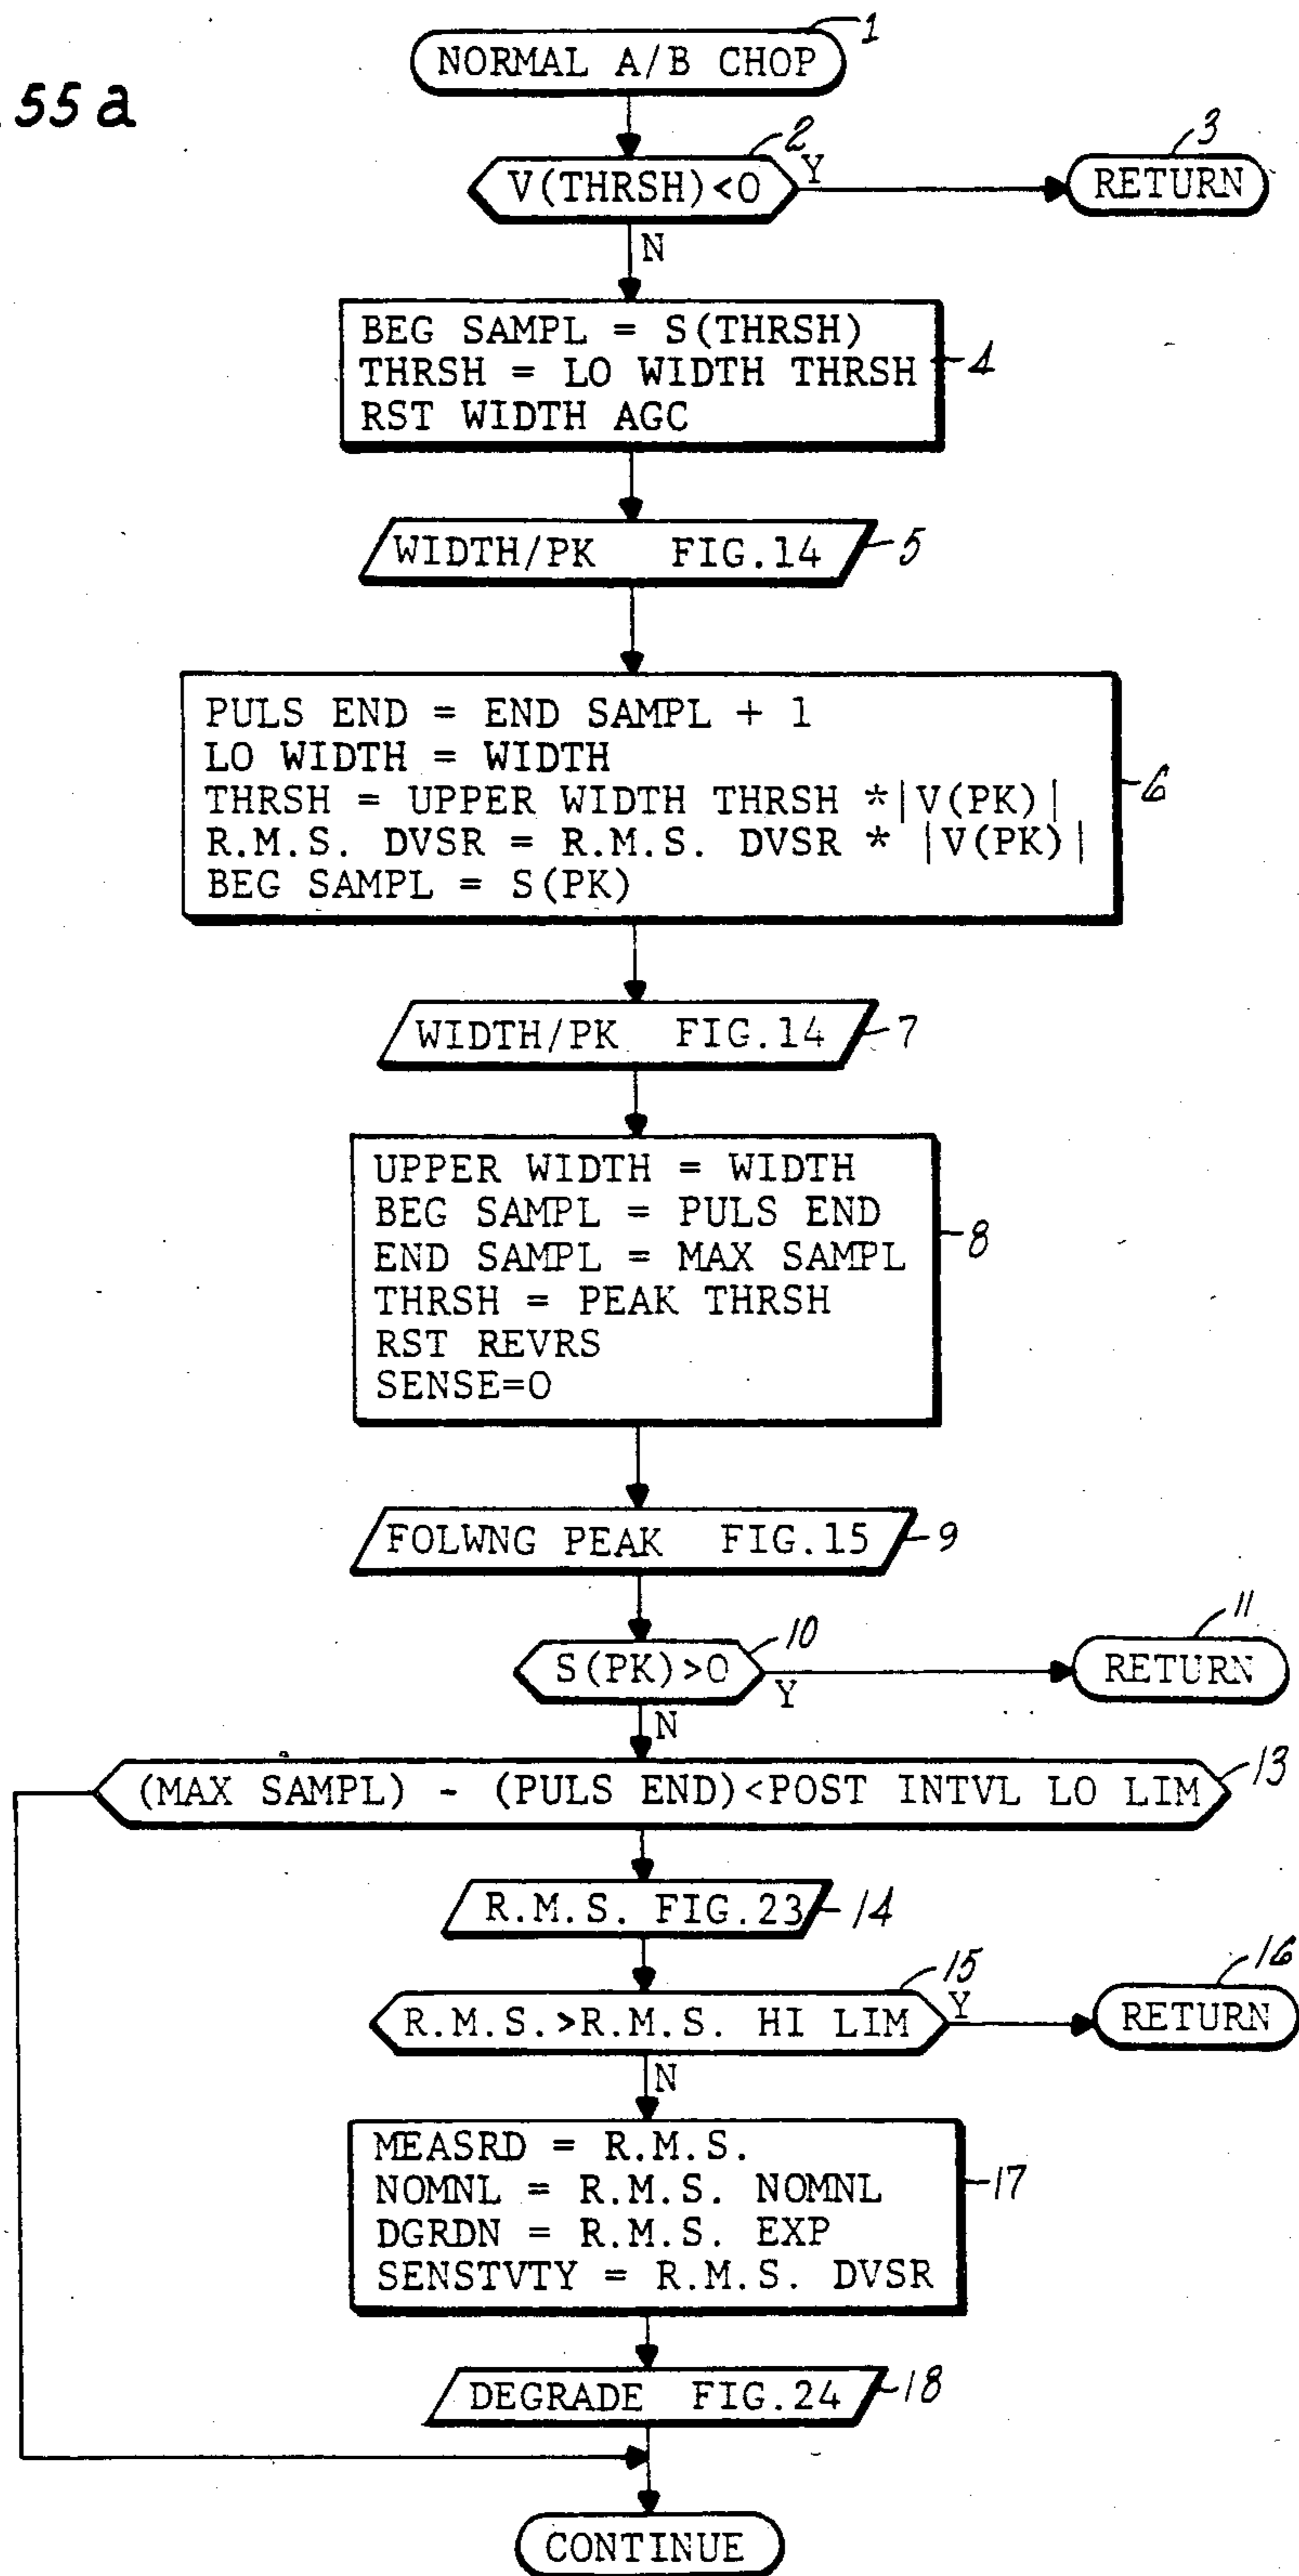 55a
1
NORMAL A/B CHOP
2
V(THRSH)<0
Y
3
RETURN
N
BEG SAMPL = S(THRSH)
THRSH = LO WIDTH THRSH
RST WIDTH AGC
4
WIDTH/PK FIG.14
5
PULS END = END SAMPL + 1
LO WIDTH = WIDTH
THRSH = UPPER WIDTH THRSH *|V(PK)|
R.M.S. DVSR = R.M.S. DVSR * |V(PK)|
BEG SAMPL = S(PK)
6
WIDTH/PK FIG.14
7
UPPER WIDTH = WIDTH
BEG SAMPL = PULS END
END SAMPL = MAX SAMPL
THRSH = PEAK THRSH
RST REVRS
SENSE=0
8
FOLWNG PEAK FIG.15
9
10
S(PK)>0
Y
11
RETURN
N
(MAX SAMPL) - (PULS END)<POST INTVL LO LIM
13
R.M.S. FIG.23
14
15
R.M.S.>R.M.S. HI LIM
Y
16
RETURN
N
MEASRD = R.M.S.
NOMNL = R.M.S. NOMNL
DGRDN = R.M.S. EXP
SENSTVTY = R.M.S. DVSR
17
DEGRADE FIG.24
18
CONTINUE